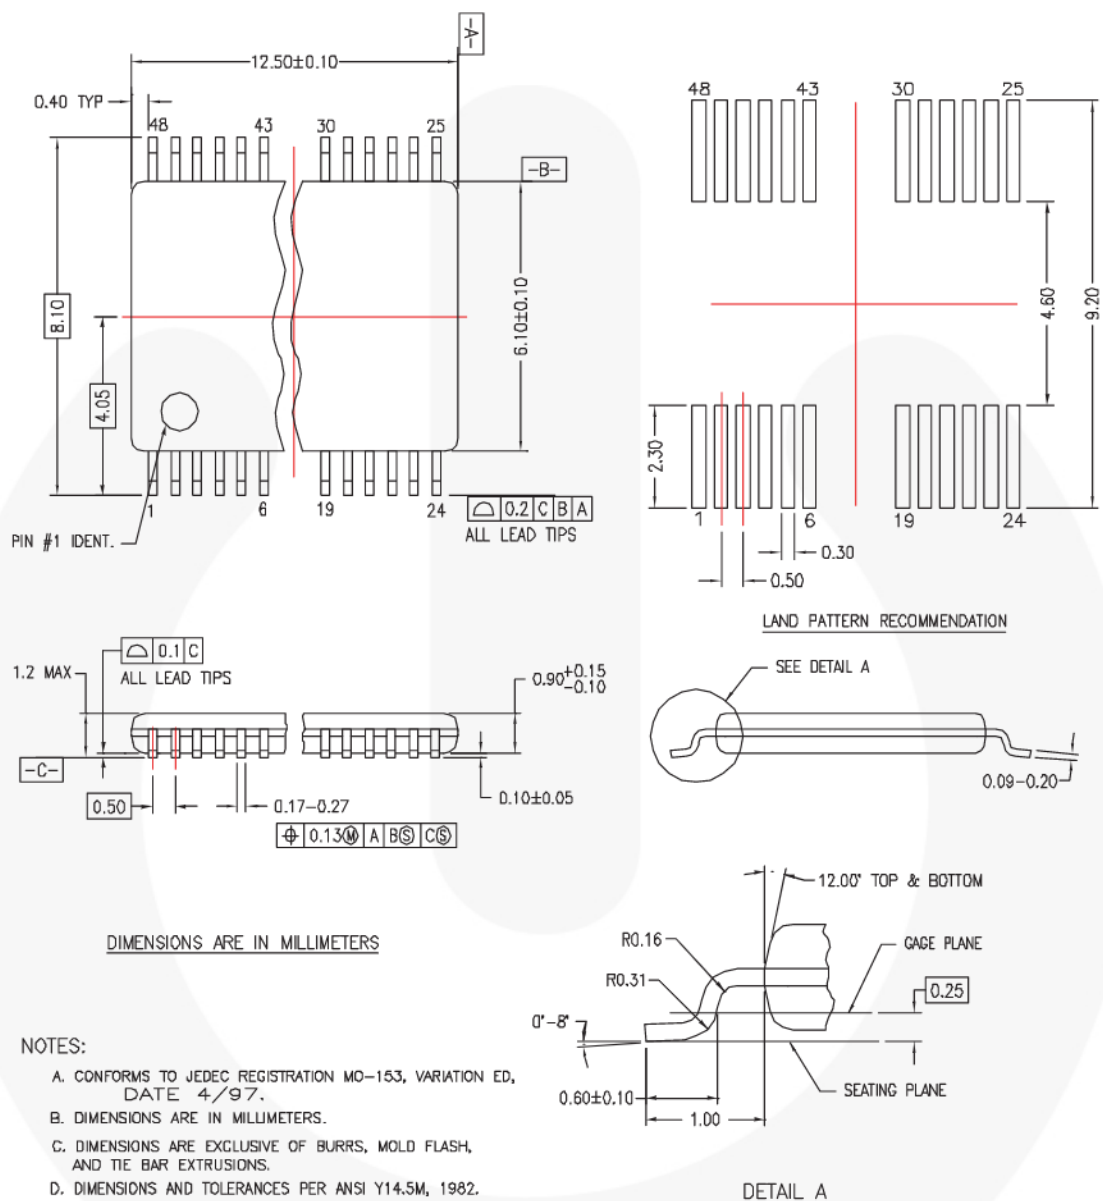 -A-
12.50±0.10
0.40 TYP
48 43 30 25
-B-
8.10
4.05
6.10±0.10
1 6 19 24
PIN #1 IDENT.
⌓ 0.2 C B A
ALL LEAD TIPS
48 43 30 25
4.60
9.20
2.30
1 6 19 24
0.30
0.50
LAND PATTERN RECOMMENDATION
⌓ 0.1 C
ALL LEAD TIPS
1.2 MAX
0.90+0.15
-0.10
-C-
0.10±0.05
0.50
0.17-0.27
⌖ 0.13Ⓜ A BⓈ CⓈ
SEE DETAIL A
0.09-0.20
DIMENSIONS ARE IN MILLIMETERS
12.00° TOP & BOTTOM
R0.16
GAGE PLANE
R0.31
0.25
0°-8°
SEATING PLANE
0.60±0.10
1.00
DETAIL A
NOTES:
A. CONFORMS TO JEDEC REGISTRATION MO-153, VARIATION ED,
DATE 4/97.
B. DIMENSIONS ARE IN MILLIMETERS.
C. DIMENSIONS ARE EXCLUSIVE OF BURRS, MOLD FLASH,
AND TIE BAR EXTRUSIONS.
D. DIMENSIONS AND TOLERANCES PER ANSI Y14.5M, 1982.